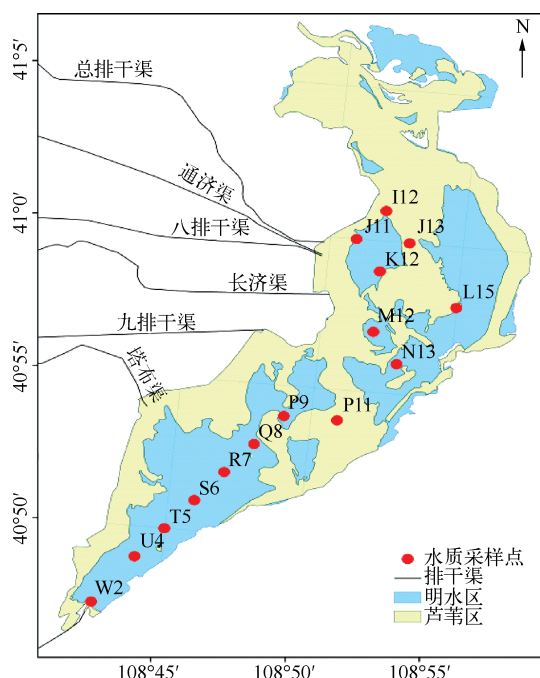 N
41°5′
41°0′
40°55′
40°50′
总排干渠
通济渠
八排干渠
长济渠
九排干渠
塔布渠
I12
J11
J13
K12
L15
M12
N13
P9
P11
Q8
R7
S6
T5
U4
W2
水质采样点
排干渠
明水区
芦苇区
108°45′
108°50′
108°55′